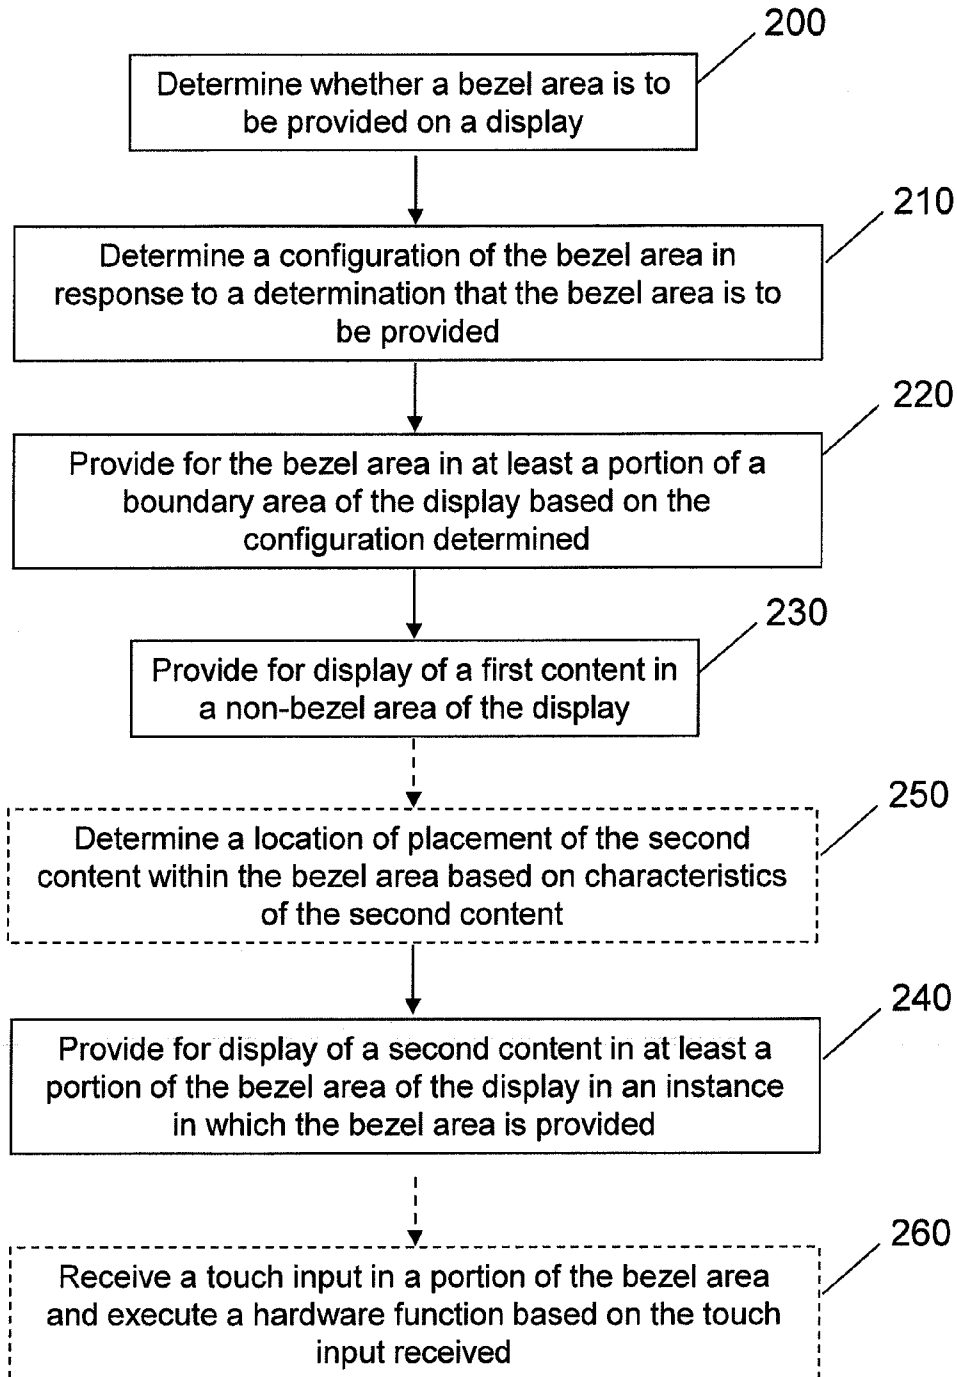 200
Determine whether a bezel area is to
be provided on a display
210
Determine a configuration of the bezel area in
response to a determination that the bezel area is to
be provided
220
Provide for the bezel area in at least a portion of a
boundary area of the display based on the
configuration determined
230
Provide for display of a first content in
a non-bezel area of the display
250
Determine a location of placement of the second
content within the bezel area based on characteristics
of the second content
240
Provide for display of a second content in at least a
portion of the bezel area of the display in an instance
in which the bezel area is provided
260
Receive a touch input in a portion of the bezel area
and execute a hardware function based on the touch
input received